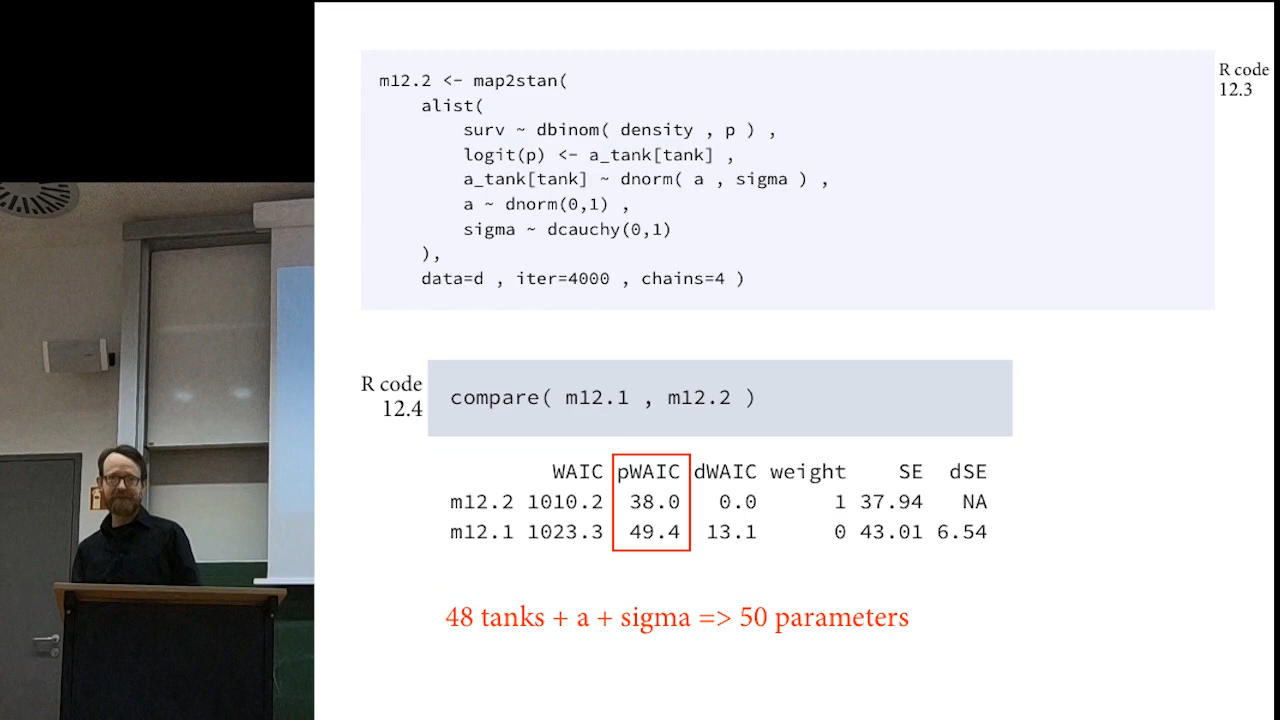 m12.2 <- map2stan(
alist(
surv ~ dbinom( density , p ) ,
logit(p) <- a_tank[tank] ,
a_tank[tank] ~ dnorm( a , sigma ) ,
a ~ dnorm(0,1) ,
sigma ~ dcauchy(0,1)
),
data=d , iter=4000 , chains=4 )
R code
12.3
R code
12.4
compare( m12.1 , m12.2 )
WAIC pWAIC dWAIC weight SE dSE
m12.2 1010.2 38.0 0.0 1 37.94 NA
m12.1 1023.3 49.4 13.1 0 43.01 6.54
48 tanks + a + sigma => 50 parameters